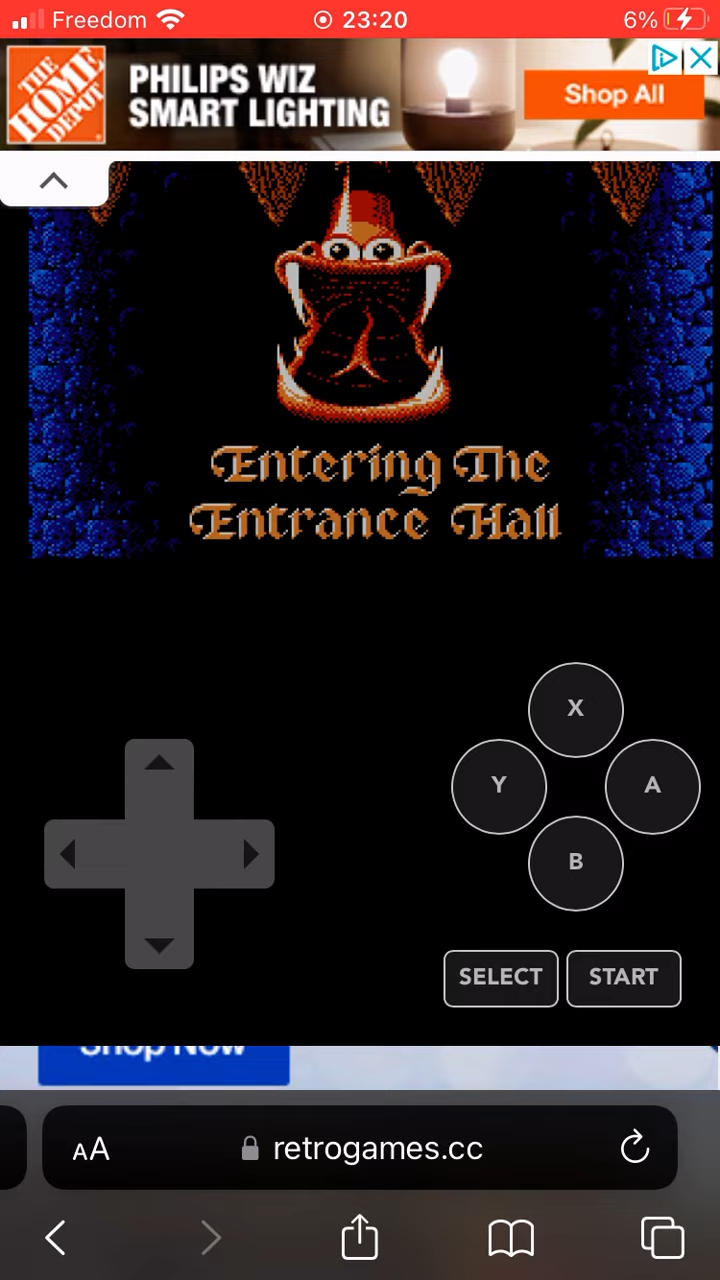 Freedom 23:20 6%
THE HOME DEPOT
PHILIPS WIZ
SMART LIGHTING
Shop All
Entering The
Entrance Hall
X
Y A
B
SELECT START
Shop Now
AA retrogames.cc